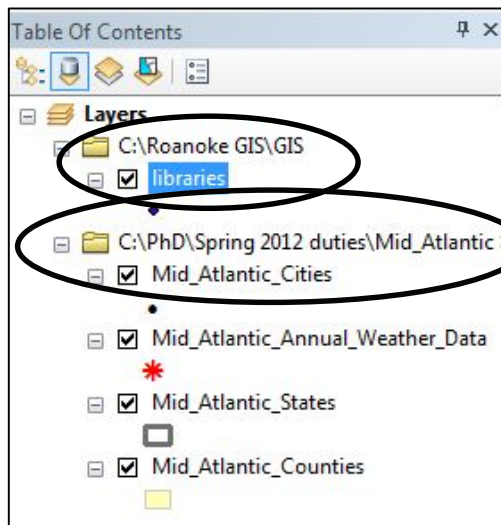 Table Of Contents
Layers
C:\Roanoke GIS\GIS
libraries
C:\PhD\Spring 2012 duties\Mid_Atlantic
Mid_Atlantic_Cities
Mid_Atlantic_Annual_Weather_Data
Mid_Atlantic_States
Mid_Atlantic_Counties